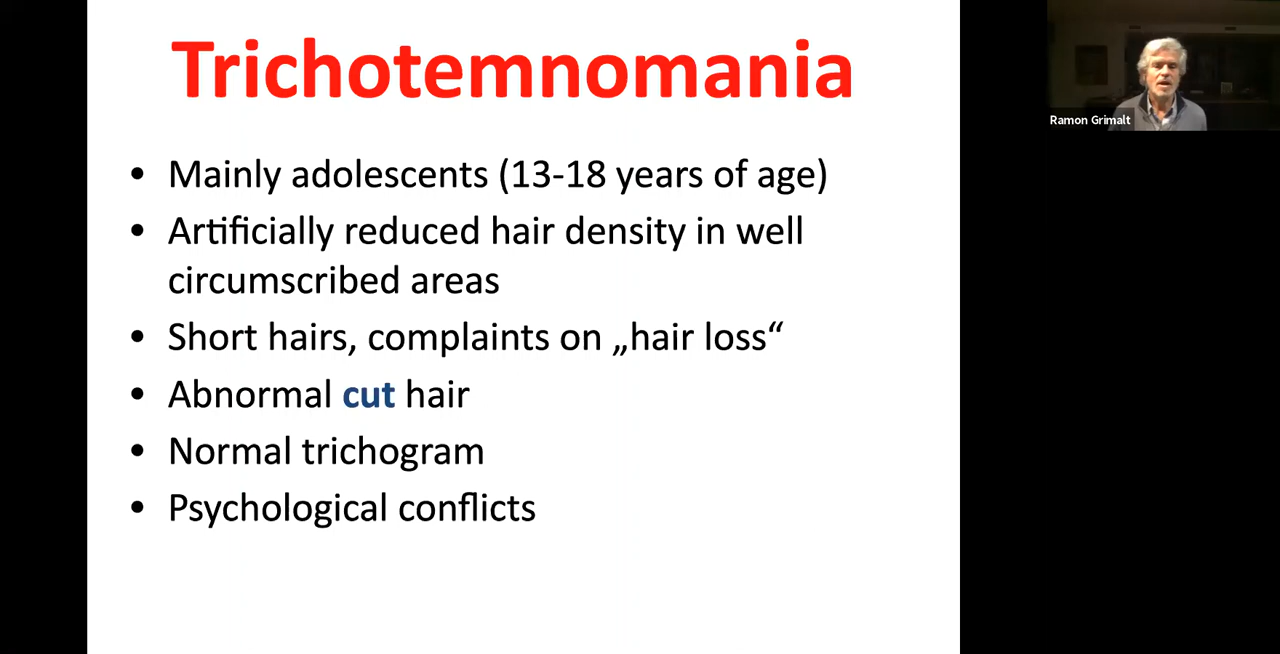 Trichotemnomania
• Mainly adolescents (13-18 years of age)
• Artificially reduced hair density in well
circumscribed areas
• Short hairs, complaints on „hair loss“
• Abnormal cut hair
• Normal trichogram
• Psychological conflicts
Ramon Grimalt